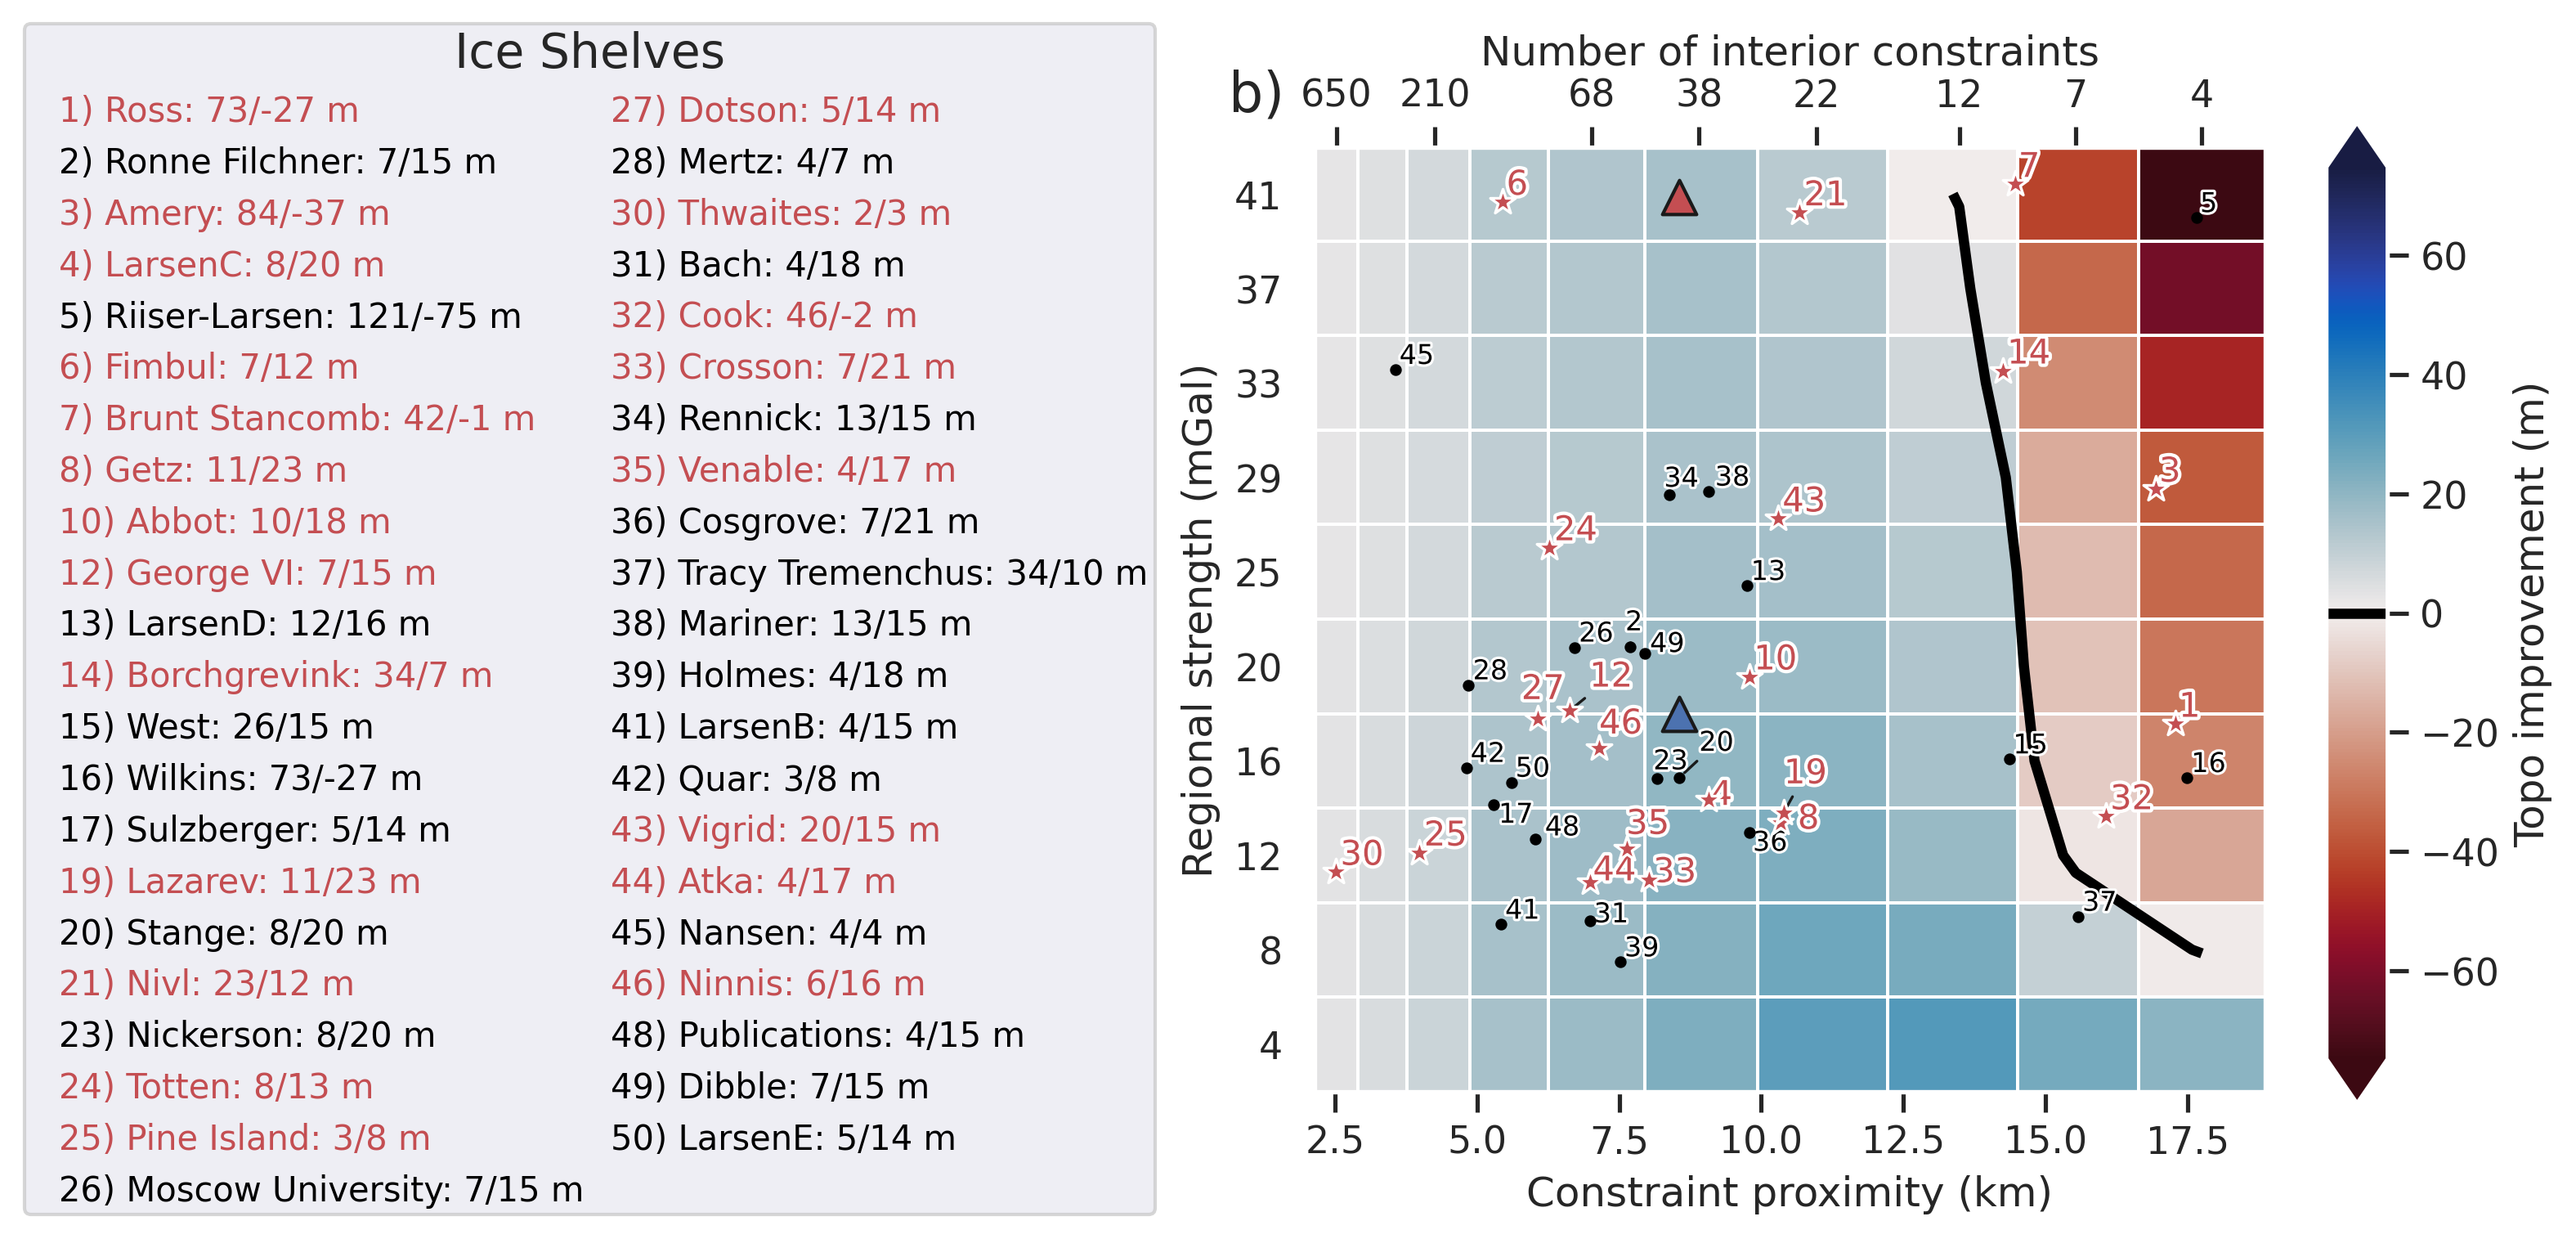 Ice Shelves
1) Ross: 73/-27 m
2) Ronne Filchner: 7/15 m
3) Amery: 84/-37 m
4) LarsenC: 8/20 m
5) Riiser-Larsen: 121/-75 m
6) Fimbul: 7/12 m
7) Brunt Stancomb: 42/-1 m
8) Getz: 11/23 m
10) Abbot: 10/18 m
12) George VI: 7/15 m
13) LarsenD: 12/16 m
14) Borchgrevink: 34/7 m
15) West: 26/15 m
16) Wilkins: 73/-27 m
17) Sulzberger: 5/14 m
19) Lazarev: 11/23 m
20) Stange: 8/20 m
21) Nivl: 23/12 m
23) Nickerson: 8/20 m
24) Totten: 8/13 m
25) Pine Island: 3/8 m
26) Moscow University: 7/15 m
27) Dotson: 5/14 m
28) Mertz: 4/7 m
30) Thwaites: 2/3 m
31) Bach: 4/18 m
32) Cook: 46/-2 m
33) Crosson: 7/21 m
34) Rennick: 13/15 m
35) Venable: 4/17 m
36) Cosgrove: 7/21 m
37) Tracy Tremenchus: 34/10 m
38) Mariner: 13/15 m
39) Holmes: 4/18 m
41) LarsenB: 4/15 m
42) Quar: 3/8 m
43) Vigrid: 20/15 m
44) Atka: 4/17 m
45) Nansen: 4/4 m
46) Ninnis: 6/16 m
48) Publications: 4/15 m
49) Dibble: 7/15 m
50) LarsenE: 5/14 m
b)
Number of interior constraints
650 210 68 38 22 12 7 4
Regional strength (mGal)
41
37
33
29
25
20
16
12
8
4
6
21
7
5
45
14
34
38
43
3
24
13
26
2
49
28
27
12
10
46
1
42
50
23
20
15
16
17
4
19
8
32
48
35
36
30
25
44
33
41
31
37
39
2.5 5.0 7.5 10.0 12.5 15.0 17.5
Constraint proximity (km)
60
40
20
0
−20
−40
−60
Topo improvement (m)